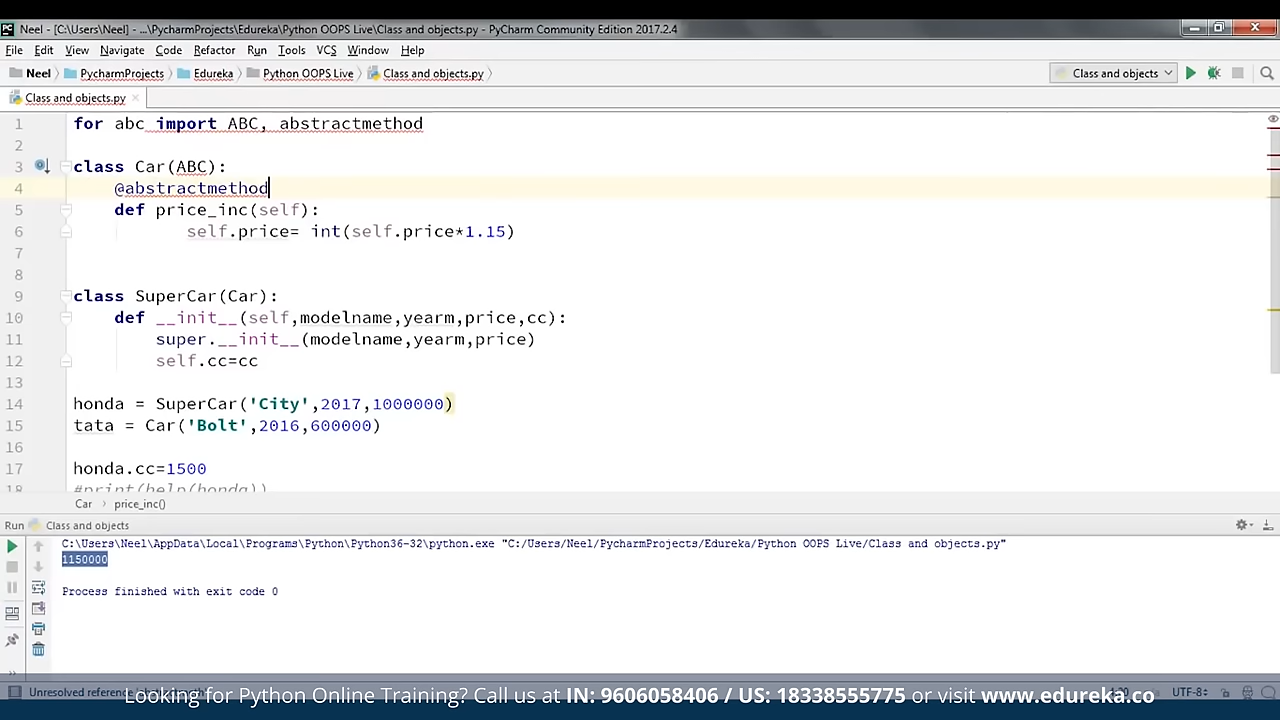 Neel - [C:\Users\Neel] - ...\PycharmProjects\Edureka\Python OOPS Live\Class and objects.py - PyCharm Community Edition 2017.2.4
File Edit View Navigate Code Refactor Run Tools VCS Window Help
Neel PycharmProjects Edureka Python OOPS Live Class and objects.py Class and objects
Class and objects.py
1 for abc import ABC, abstractmethod
2
3 class Car(ABC):
4 @abstractmethod
5 def price_inc(self):
6 self.price= int(self.price*1.15)
7
8
9 class SuperCar(Car):
10 def __init__(self,modelname,yearm,price,cc):
11 super.__init__(modelname,yearm,price)
12 self.cc=cc
13
14 honda = SuperCar('City',2017,1000000)
15 tata = Car('Bolt',2016,600000)
16
17 honda.cc=1500
18 #print(help(honda))
Car price_inc()
Run Class and objects
C:\Users\Neel\AppData\Local\Programs\Python\Python36-32\python.exe "C:/Users/Neel/PycharmProjects/Edureka/Python OOPS Live/Class and objects.py"
1150000
Process finished with exit code 0
Unresolved reference UTF-8
Looking for Python Online Training? Call us at IN: 9606058406 / US: 18338555775 or visit www.edureka.co